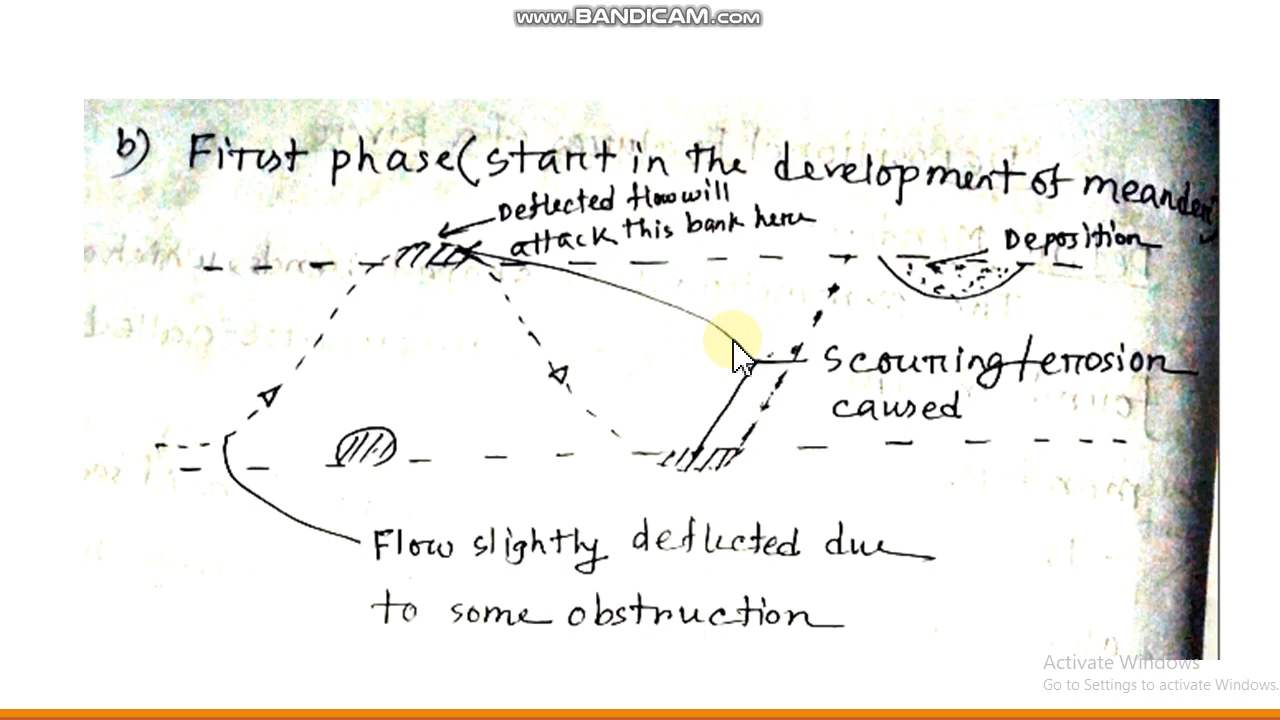 www.BANDICAM.com
b) First phase (start in the development of meander)
Deflected flow will
attack this bank here
Deposition
Scouring/errosion
caused
Flow slightly deflected due
to some obstruction
Activate Windows
Go to Settings to activate Windows.